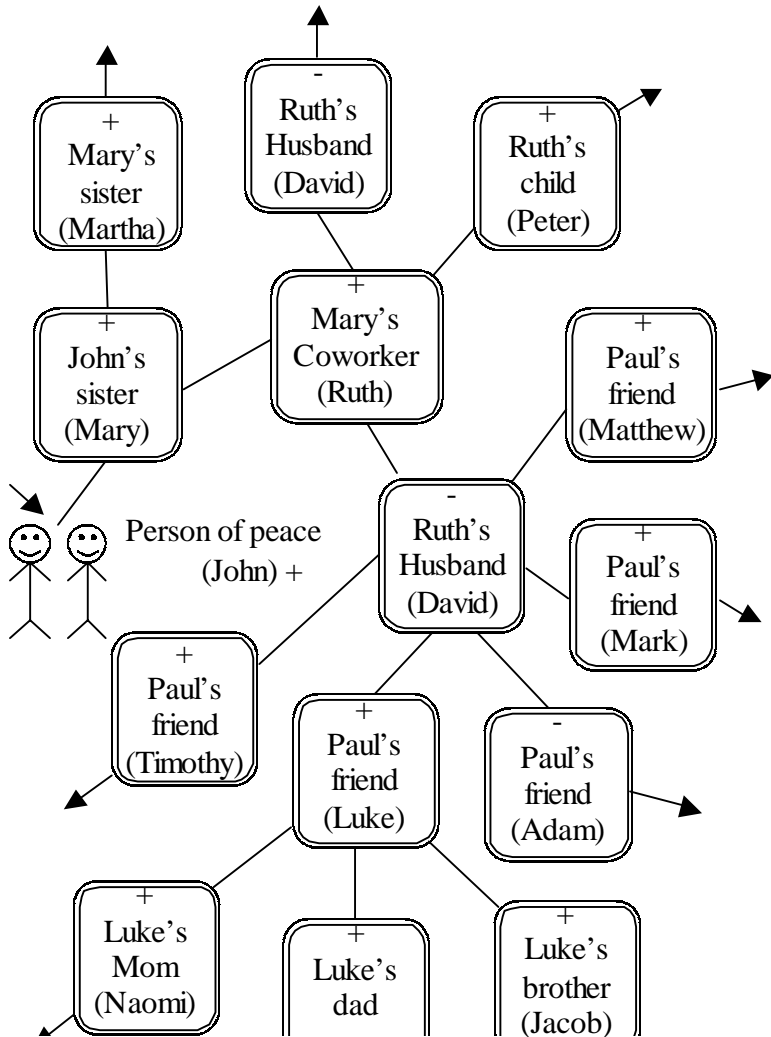 -
Ruth's
Husband
(David)
+
Mary's
sister
(Martha)
+
Ruth's
child
(Peter)
+
John's
sister
(Mary)
+
Mary's
Coworker
(Ruth)
+
Paul's
friend
(Matthew)
Person of peace
(John) +
-
Ruth's
Husband
(David)
+
Paul's
friend
(Mark)
+
Paul's
friend
(Timothy)
+
Paul's
friend
(Luke)
-
Paul's
friend
(Adam)
+
Luke's
Mom
(Naomi)
+
Luke's
dad
+
Luke's
brother
(Jacob)